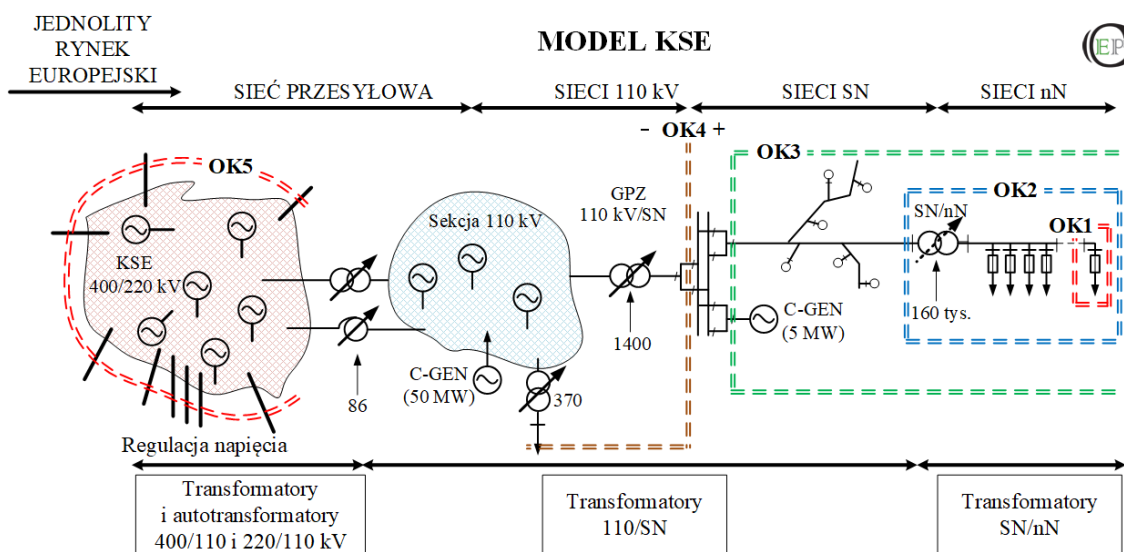 JEDNOLITY
RYNEK
EUROPEJSKI
MODEL KSE
CEP
SIEĆ PRZESYŁOWA
SIECI 110 kV
SIECI SN
SIECI nN
- OK4 +
OK5
OK3
OK2
OK1
GPZ
110 kV/SN
Sekcja 110 kV
SN/nN
KSE
400/220 kV
160 tys.
C-GEN
(5 MW)
1400
C-GEN
(50 MW)
86
370
Regulacja napięcia
Transformatory
i autotransformatory
400/110 i 220/110 kV
Transformatory
110/SN
Transformatory
SN/nN